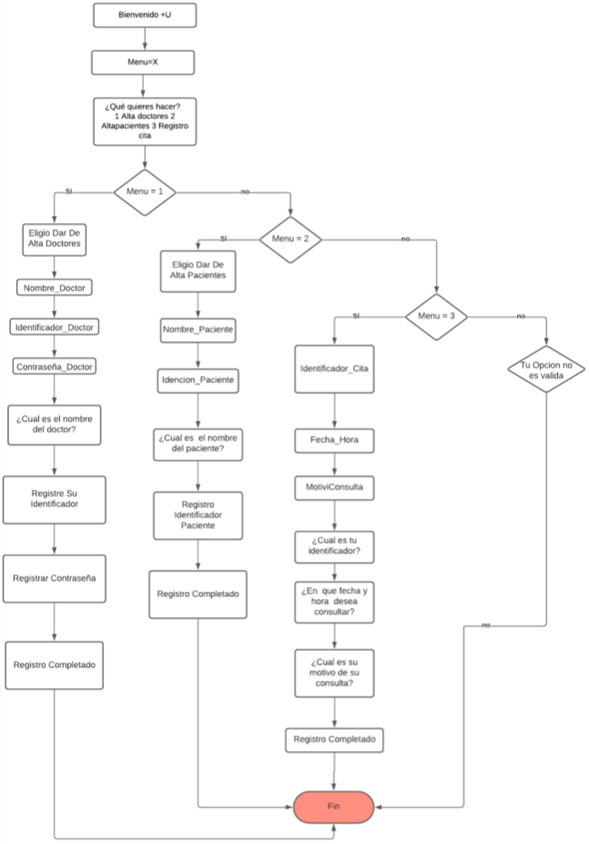 Bienvenido +U
Menu=X
¿Qué quieres hacer?
1 Alta doctores 2
Altapacientes 3 Registro
cita
Menu = 1
Sí
no
Eligio Dar De
Alta Doctores
Nombre_Doctor
Identificador_Doctor
Contraseña_Doctor
¿Cual es el nombre
del doctor?
Registre Su
Identificador
Registrar Contraseña
Registro Completado
Menu = 2
Sí
no
Eligio Dar De
Alta Pacientes
Nombre_Paciente
Idencion_Paciente
¿Cual es el nombre
del paciente?
Registro
Identificador
Paciente
Registro Completado
Menu = 3
sí
no
Identificador_Cita
Fecha_Hora
MotiviConsulta
¿Cual es tu
identificador?
¿En que fecha y
hora desea
consultar?
¿Cual es su
motivo de su
consulta?
Registro Completado
Tu Opcion no
es valida
no
Fin